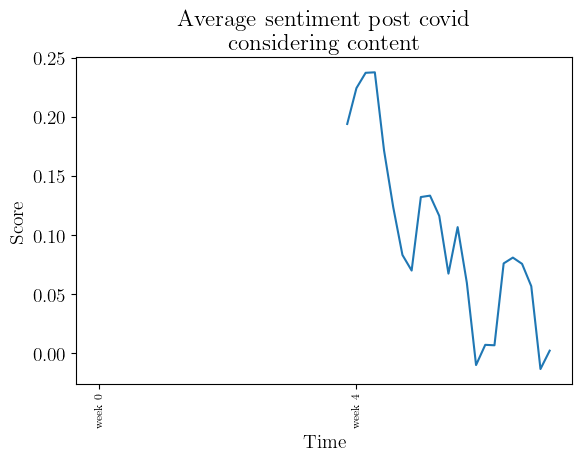 Average sentiment post covid
considering content
0.25
0.20
0.15
0.10
0.05
0.00
Score
week 0
week 4
Time